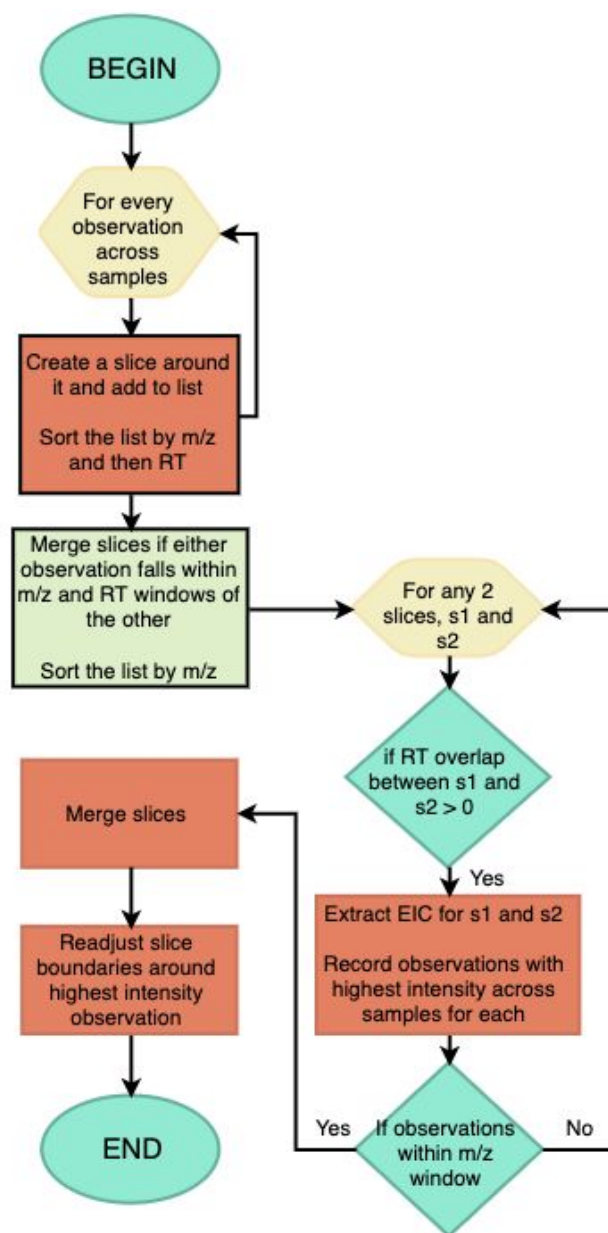 BEGIN
For every
observation
across
samples
Create a slice around
it and add to list
Sort the list by m/z
and then RT
Merge slices if either
observation falls within
m/z and RT windows of
the other
Sort the list by m/z
For any 2
slices, s1 and
s2
if RT overlap
between s1 and
s2 > 0
Yes
Extract EIC for s1 and s2
Record observations with
highest intensity across
samples for each
If observations
within m/z
window
No
Yes
Merge slices
Readjust slice
boundaries around
highest intensity
observation
END